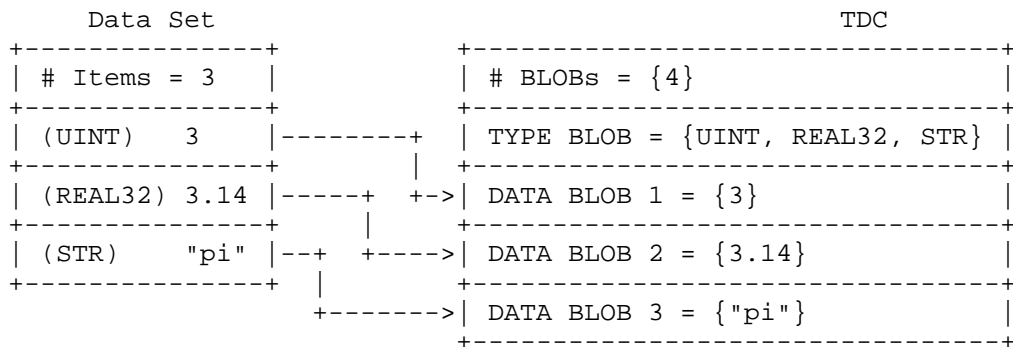 Data Set TDC
+---------------+ +---------------------------------+
| # Items = 3 | | # BLOBs = {4} |
+---------------+ +---------------------------------+
| (UINT) 3 |--------+ | TYPE BLOB = {UINT, REAL32, STR} |
+---------------+ | +---------------------------------+
| (REAL32) 3.14 |-----+ +->| DATA BLOB 1 = {3} |
+---------------+ | +---------------------------------+
| (STR) "pi" |--+ +---->| DATA BLOB 2 = {3.14} |
+---------------+ | +---------------------------------+
+------->| DATA BLOB 3 = {"pi"} |
+---------------------------------+